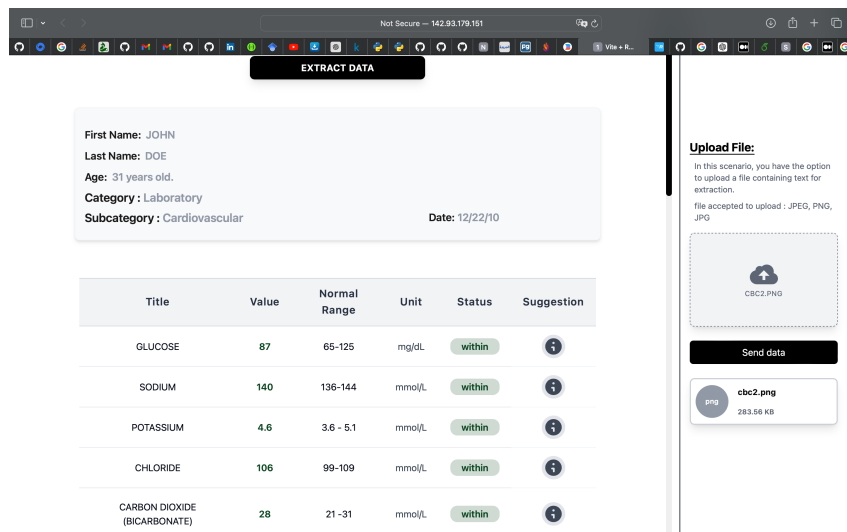 Not Secure — 142.93.179.151
in
k
N
PG
1 Vite + R...
S
EXTRACT DATA
First Name: JOHN
Last Name: DOE
Age: 31 years old.
Category : Laboratory
Subcategory : Cardiovascular
Date: 12/22/10
Title Value Normal Range Unit Status Suggestion
GLUCOSE 87 65-125 mg/dL within
SODIUM 140 136-144 mmol/L within
POTASSIUM 4.6 3.6 - 5.1 mmol/L within
CHLORIDE 106 99-109 mmol/L within
CARBON DIOXIDE
(BICARBONATE) 28 21 -31 mmol/L within
Upload File:
In this scenario, you have the option
to upload a file containing text for
extraction.
file accepted to upload : JPEG, PNG,
JPG
CBC2.PNG
Send data
png
cbc2.png
283.56 KB